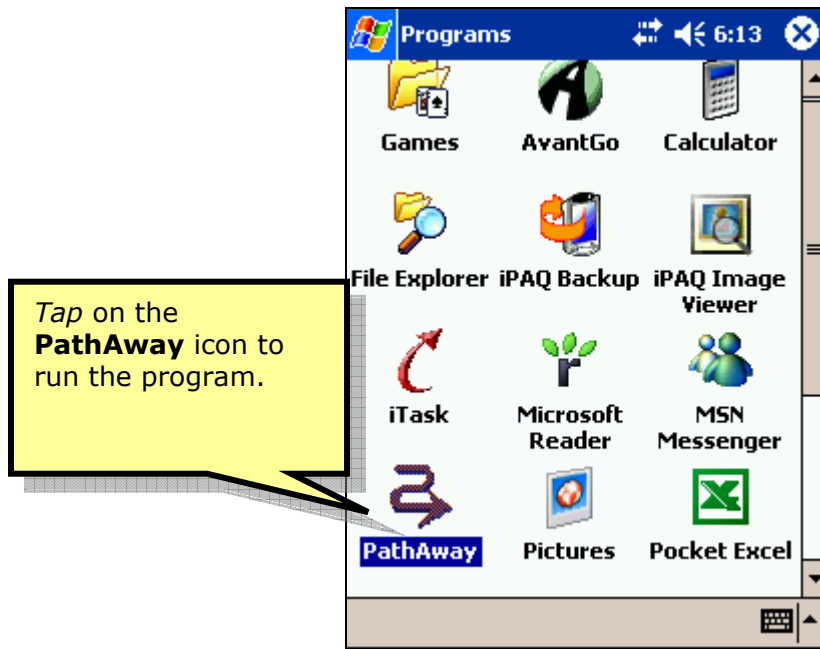 Programs 6:13
Games AvantGo Calculator
File Explorer iPAQ Backup iPAQ Image
Viewer
Tap on the
PathAway icon to
run the program.
iTask Microsoft MSN
Reader Messenger
PathAway Pictures Pocket Excel